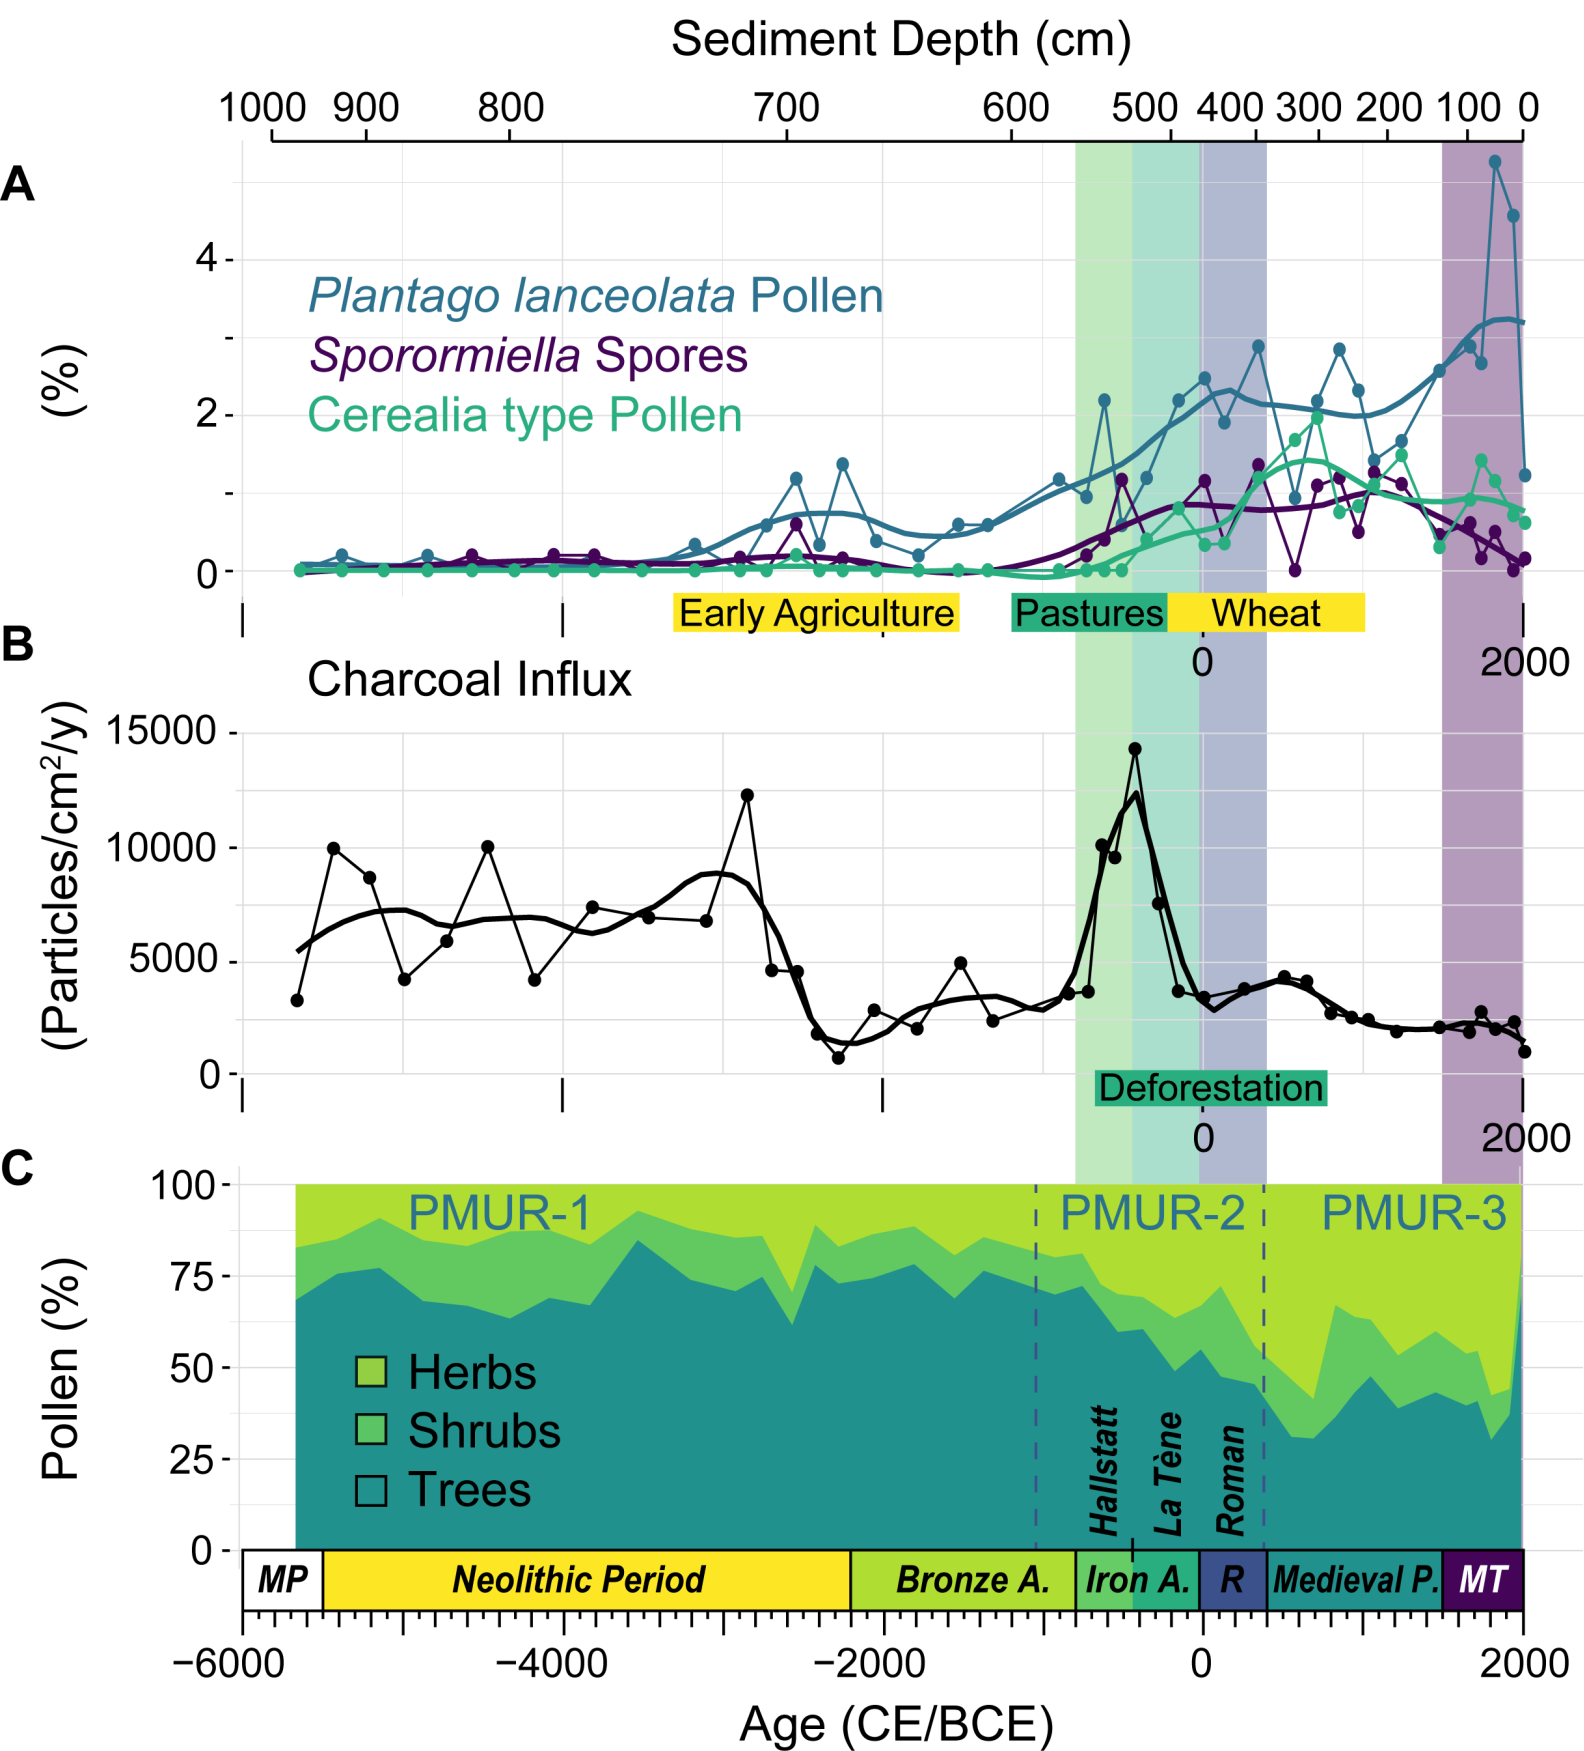 Sediment Depth (cm)
1000 900 800 700 600 500 400 300 200 100 0
A
4
2
0
(%)
Plantago lanceolata Pollen
Sporormiella Spores
Cerealia type Pollen
Early Agriculture Pastures Wheat
0 2000
B
Charcoal Influx
15000
10000
5000
0
(Particles/cm²/y)
Deforestation
0 2000
C
100
75
50
25
0
Pollen (%)
PMUR-1 PMUR-2 PMUR-3
Herbs
Shrubs
Trees
Hallstatt
La Tène
Roman
MP Neolithic Period Bronze A. Iron A. R Medieval P. MT
−6000 −4000 −2000 0 2000
Age (CE/BCE)